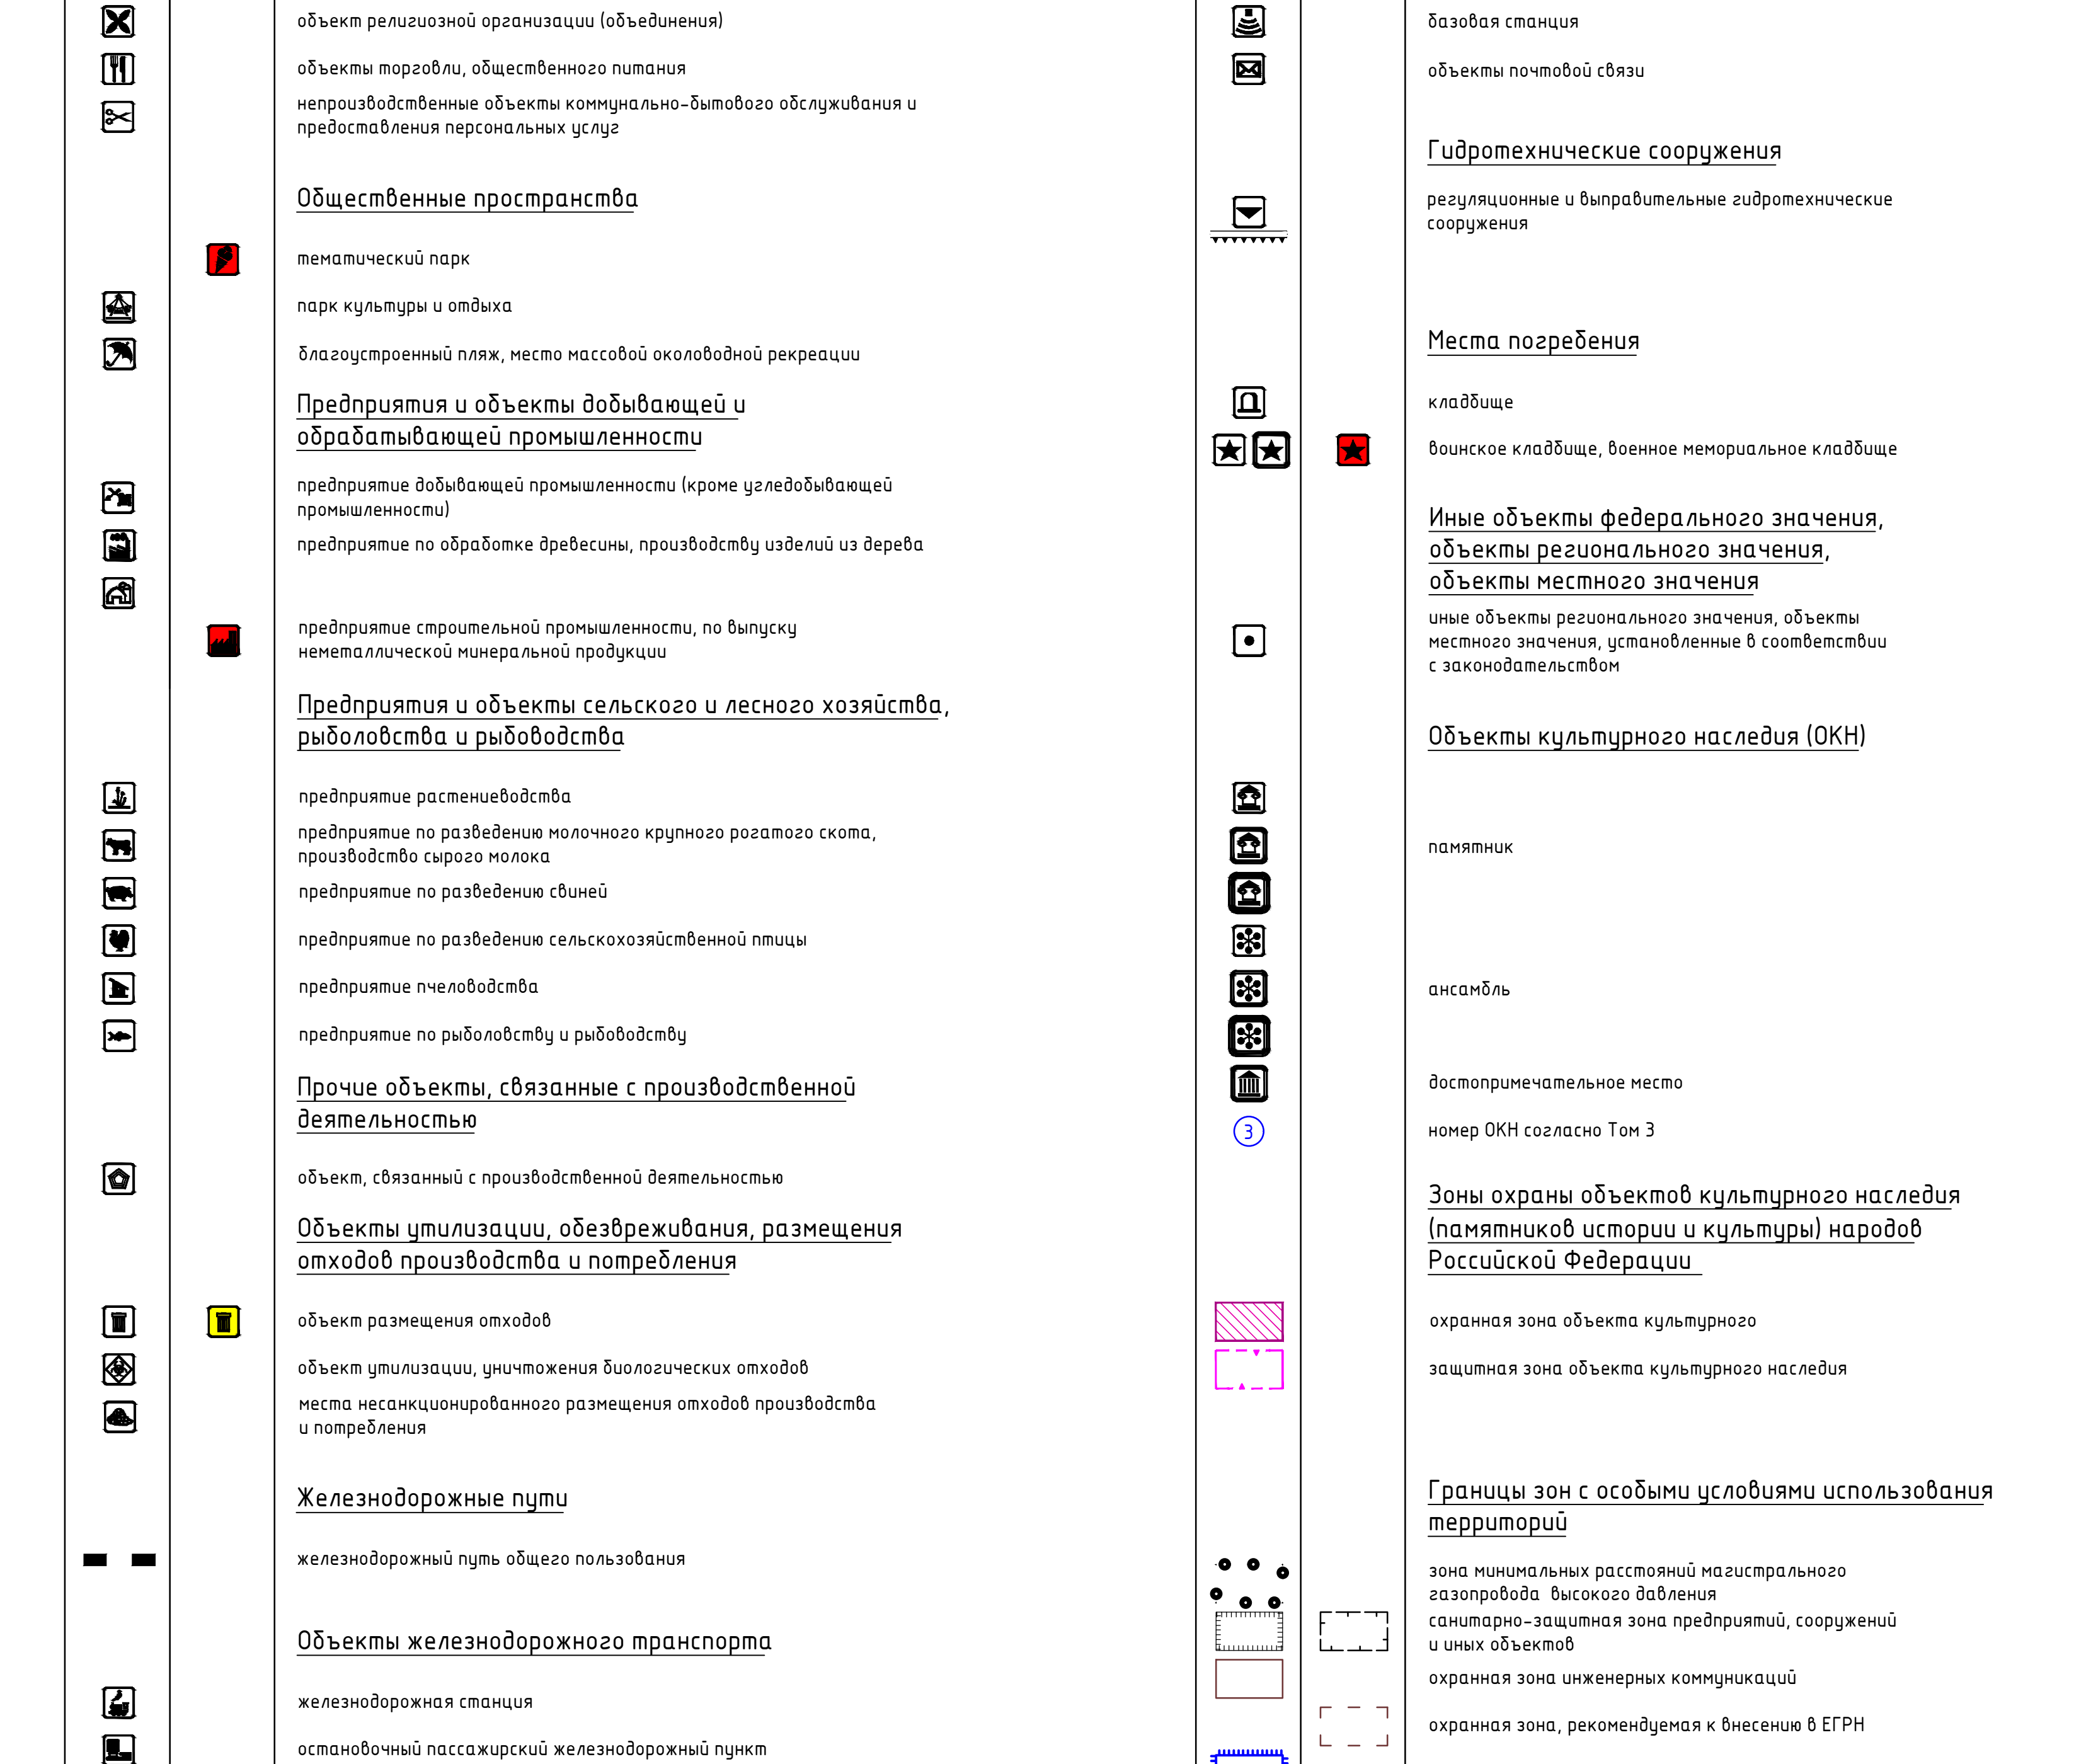 объект религиозной организации (объединения)
объекты торговли, общественного питания
непроизводственные объекты коммунально-бытового обслуживания и
предоставления персональных услуг
Общественные пространства
тематический парк
парк культуры и отдыха
благоустроенный пляж, место массовой околоводной рекреации
Предприятия и объекты добывающей и
обрабатывающей промышленности
предприятие добывающей промышленности (кроме угледобывающей
промышленности)
предприятие по обработке древесины, производству изделий из дерева
предприятие строительной промышленности, по выпуску
неметаллической минеральной продукции
Предприятия и объекты сельского и лесного хозяйства,
рыболовства и рыбоводства
предприятие растениеводства
предприятие по разведению молочного крупного рогатого скота,
производство сырого молока
предприятие по разведению свиней
предприятие по разведению сельскохозяйственной птицы
предприятие пчеловодства
предприятие по рыболовству и рыбоводству
Прочие объекты, связанные с производственной
деятельностью
объект, связанный с производственной деятельностью
Объекты утилизации, обезвреживания, размещения
отходов производства и потребления
объект размещения отходов
объект утилизации, уничтожения биологических отходов
места несанкционированного размещения отходов производства
и потребления
Железнодорожные пути
железнодорожный путь общего пользования
Объекты железнодорожного транспорта
железнодорожная станция
остановочный пассажирский железнодорожный пункт
базовая станция
объекты почтовой связи
Гидротехнические сооружения
регуляционные и выправительные гидротехнические
сооружения
Места погребения
кладбище
воинское кладбище, военное мемориальное кладбище
Иные объекты федерального значения,
объекты регионального значения,
объекты местного значения
иные объекты регионального значения, объекты
местного значения, установленные в соответствии
с законодательством
Объекты культурного наследия (ОКН)
памятник
ансамбль
достопримечательное место
3 номер ОКН согласно Том 3
Зоны охраны объектов культурного наследия
(памятников истории и культуры) народов
Российской Федерации
охранная зона объекта культурного
защитная зона объекта культурного наследия
Границы зон с особыми условиями использования
территорий
зона минимальных расстояний магистрального
газопровода высокого давления
санитарно-защитная зона предприятий, сооружений
и иных объектов
охранная зона инженерных коммуникаций
охранная зона, рекомендуемая к внесению в ЕГРН